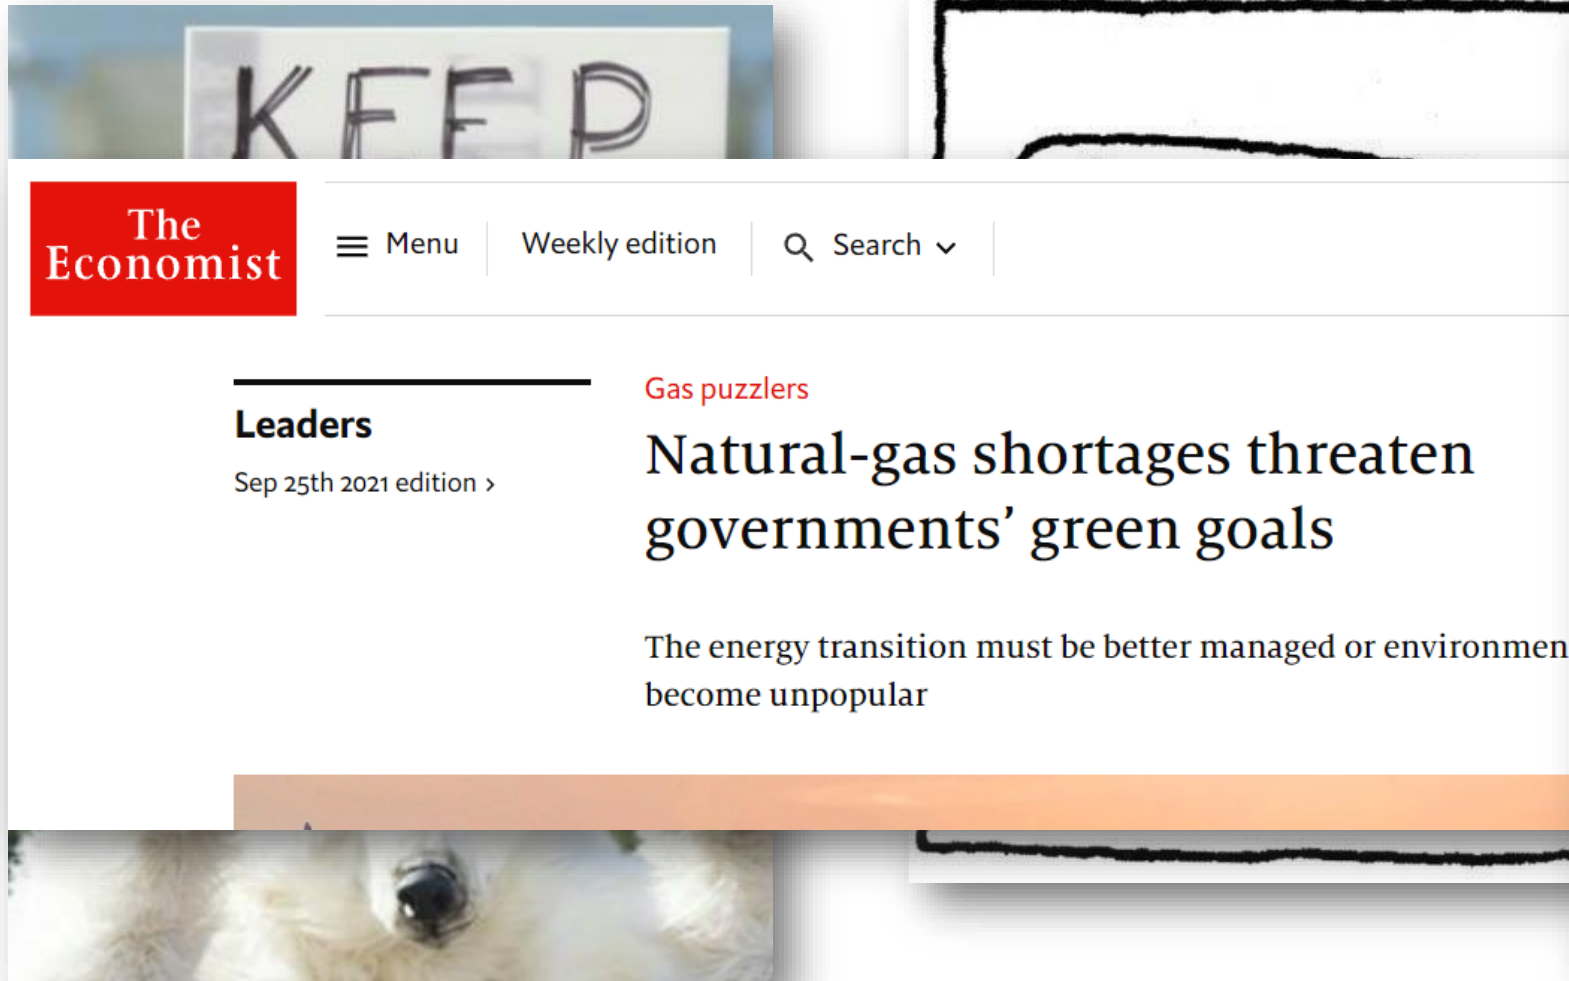 KEEP
The
Economist
Menu
Weekly edition
Search
Leaders
Sep 25th 2021 edition ›
Gas puzzlers
Natural-gas shortages threaten
governments’ green goals
The energy transition must be better managed or environmen
become unpopular